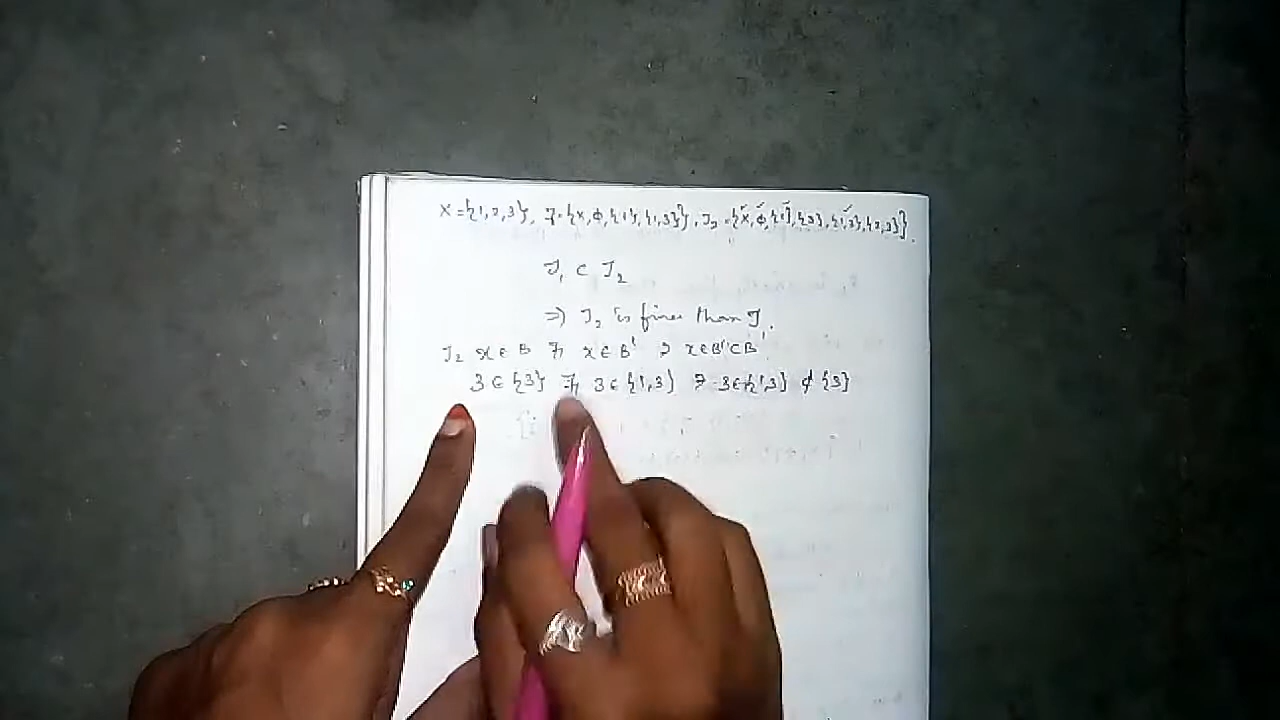 X = {1,2,3}, J = {X, φ, {1}, {1,3}}, J₂ = {X, φ, {1}, {3}, {1,3}, {2,3}}.
J₁ ⊂ J₂
⇒) J₂ is finer than J₁.
J₂ x ∈ B ∃ x ∈ B' ∋ x ∈ B' ⊂ B
3 ∈ {3} ∃ 3 ∈ {1,3} ∋ 3 ∈ {1,3} ⊄ {3}